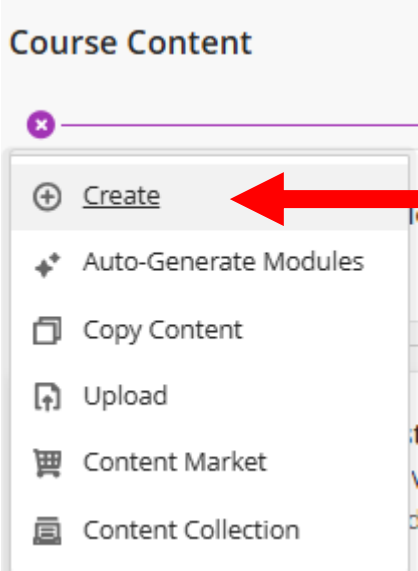 Course Content
Create
Auto-Generate Modules
Copy Content
Upload
Content Market
Content Collection